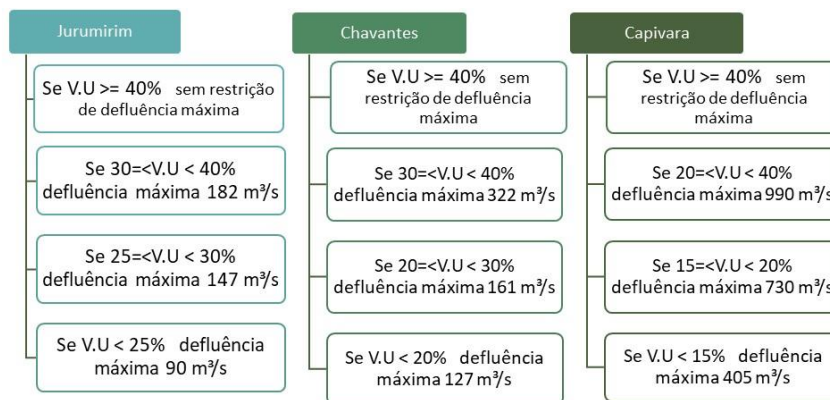 Jurumirim
Se V.U >= 40% sem restrição
de defluência máxima
Se 30=<V.U < 40%
defluência máxima 182 m³/s
Se 25=<V.U < 30%
defluência máxima 147 m³/s
Se V.U < 25% defluência
máxima 90 m³/s
Chavantes
Se V.U >= 40% sem
restrição de defluência
máxima
Se 30=<V.U < 40%
defluência máxima 322 m³/s
Se 20=<V.U < 30%
defluência máxima 161 m³/s
Se V.U < 20% defluência
máxima 127 m³/s
Capivara
Se V.U >= 40% sem
restrição de defluência
máxima
Se 20=<V.U < 40%
defluência máxima 990 m³/s
Se 15=<V.U < 20%
defluência máxima 730 m³/s
Se V.U < 15% defluência
máxima 405 m³/s